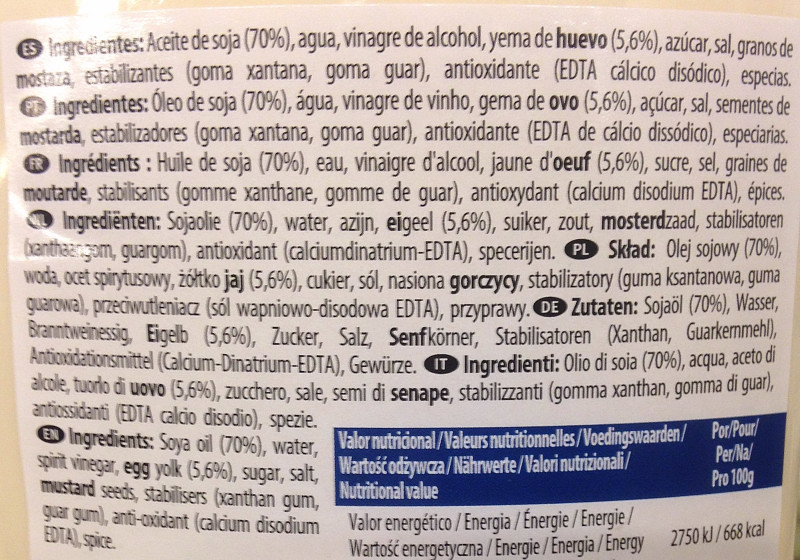 ES Ingredientes: Aceite de soja (70%), agua, vinagre de alcohol, yema de huevo (5,6%), azúcar, sal, granos de
mostaza, estabilizantes (goma xantana, goma guar), antioxidante (EDTA cálcico disódico), especias.
PT Ingredientes: Óleo de soja (70%), água, vinagre de vinho, gema de ovo (5,6%), açúcar, sal, sementes de
mostarda, estabilizadores (goma xantana, goma guar), antioxidante (EDTA de cálcio dissódico), especiarias.
FR Ingrédients : Huile de soja (70%), eau, vinaigre d'alcool, jaune d'oeuf (5,6%), sucre, sel, graines de
moutarde, stabilisants (gomme xanthane, gomme de guar), antioxydant (calcium disodium EDTA), épices.
NL Ingrediënten: Sojaolie (70%), water, azijn, eigeel (5,6%), suiker, zout, mosterdzaad, stabilisatoren
(xanthaangom, guargom), antioxidant (calciumdinatrium-EDTA), specerijen. PL Skład: Olej sojowy (70%),
woda, ocet spirytusowy, żółtko jaj (5,6%), cukier, sól, nasiona gorczycy, stabilizatory (guma ksantanowa, guma
guarowa), przeciwutleniacz (sól wapniowo-disodowa EDTA), przyprawy. DE Zutaten: Sojaöl (70%), Wasser,
Branntweinessig, Eigelb (5,6%), Zucker, Salz, Senfkörner, Stabilisatoren (Xanthan, Guarkernmehl),
Antioxidationsmittel (Calcium-Dinatrium-EDTA), Gewürze. IT Ingredienti: Olio di soia (70%), acqua, aceto di
alcole, tuorlo di uovo (5,6%), zucchero, sale, semi di senape, stabilizzanti (gomma xanthan, gomma di guar),
antiossidanti (EDTA calcio disodio), spezie.
EN Ingredients: Soya oil (70%), water,
spirit vinegar, egg yolk (5,6%), sugar, salt,
mustard seeds, stabilisers (xanthan gum,
guar gum), anti-oxidant (calcium disodium
EDTA), spice.
Valor nutricional / Valeurs nutritionnelles / Voedingswaarden /
Wartość odżywcza / Nährwerte / Valori nutrizionali /
Nutritional value
Por/Pour/
Per/Na/
Pro 100g
Valor energético / Energia / Énergie / Energie /
Wartość energetyczna / Energie / Energia / Energy
2750 kJ / 668 kcal